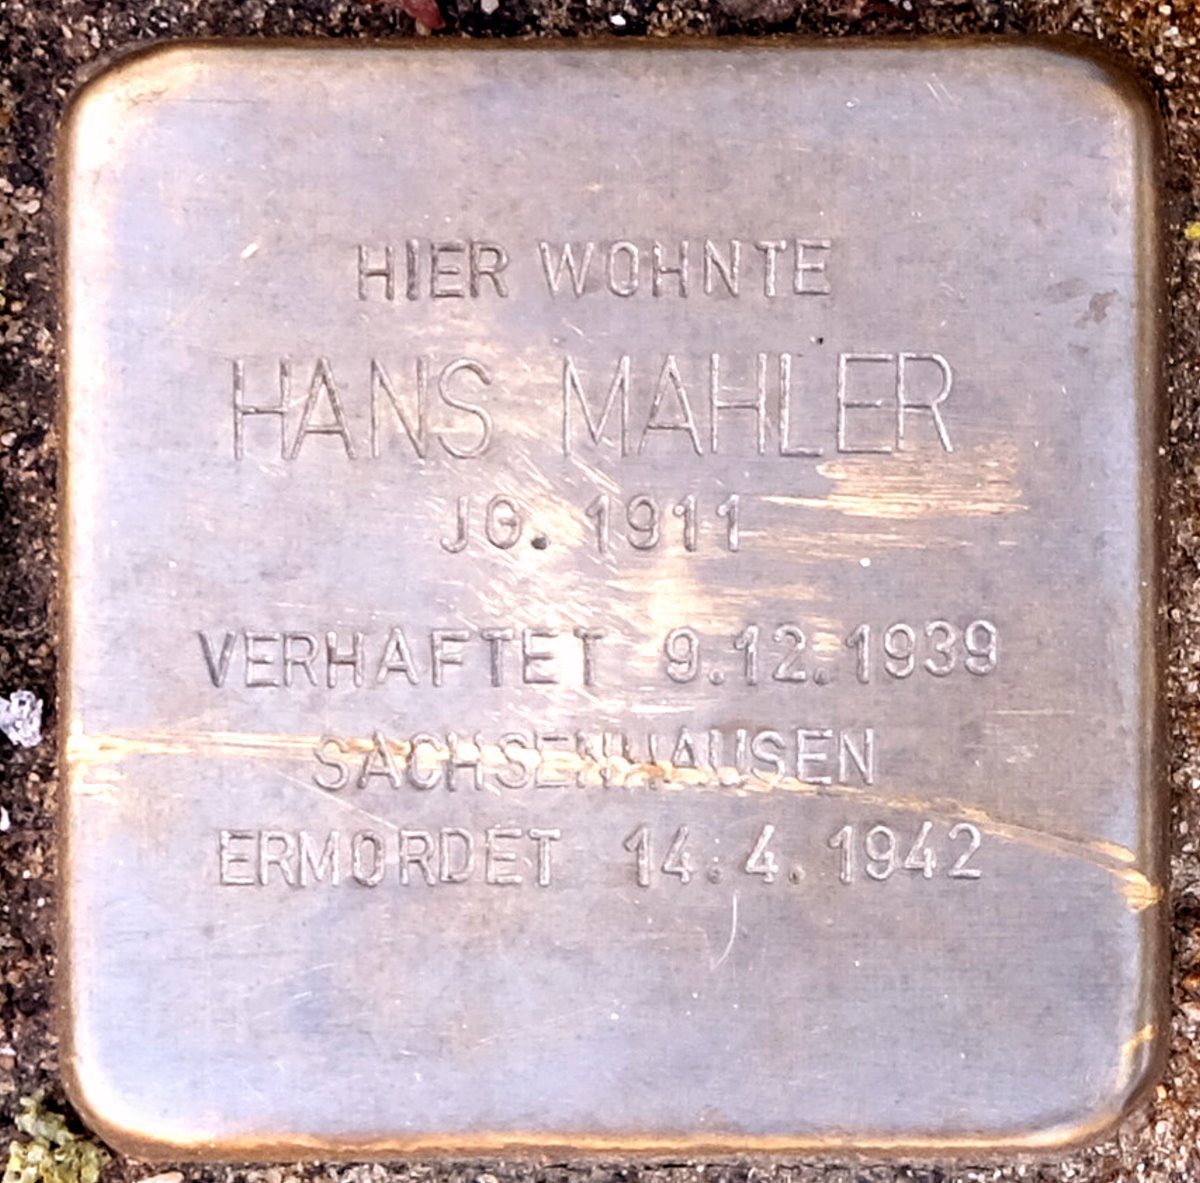 HIER WOHNTE
HANS MAHLER
JG. 1911
VERHAFTET 9.12.1939
SACHSENHAUSEN
ERMORDET 14.4.1942